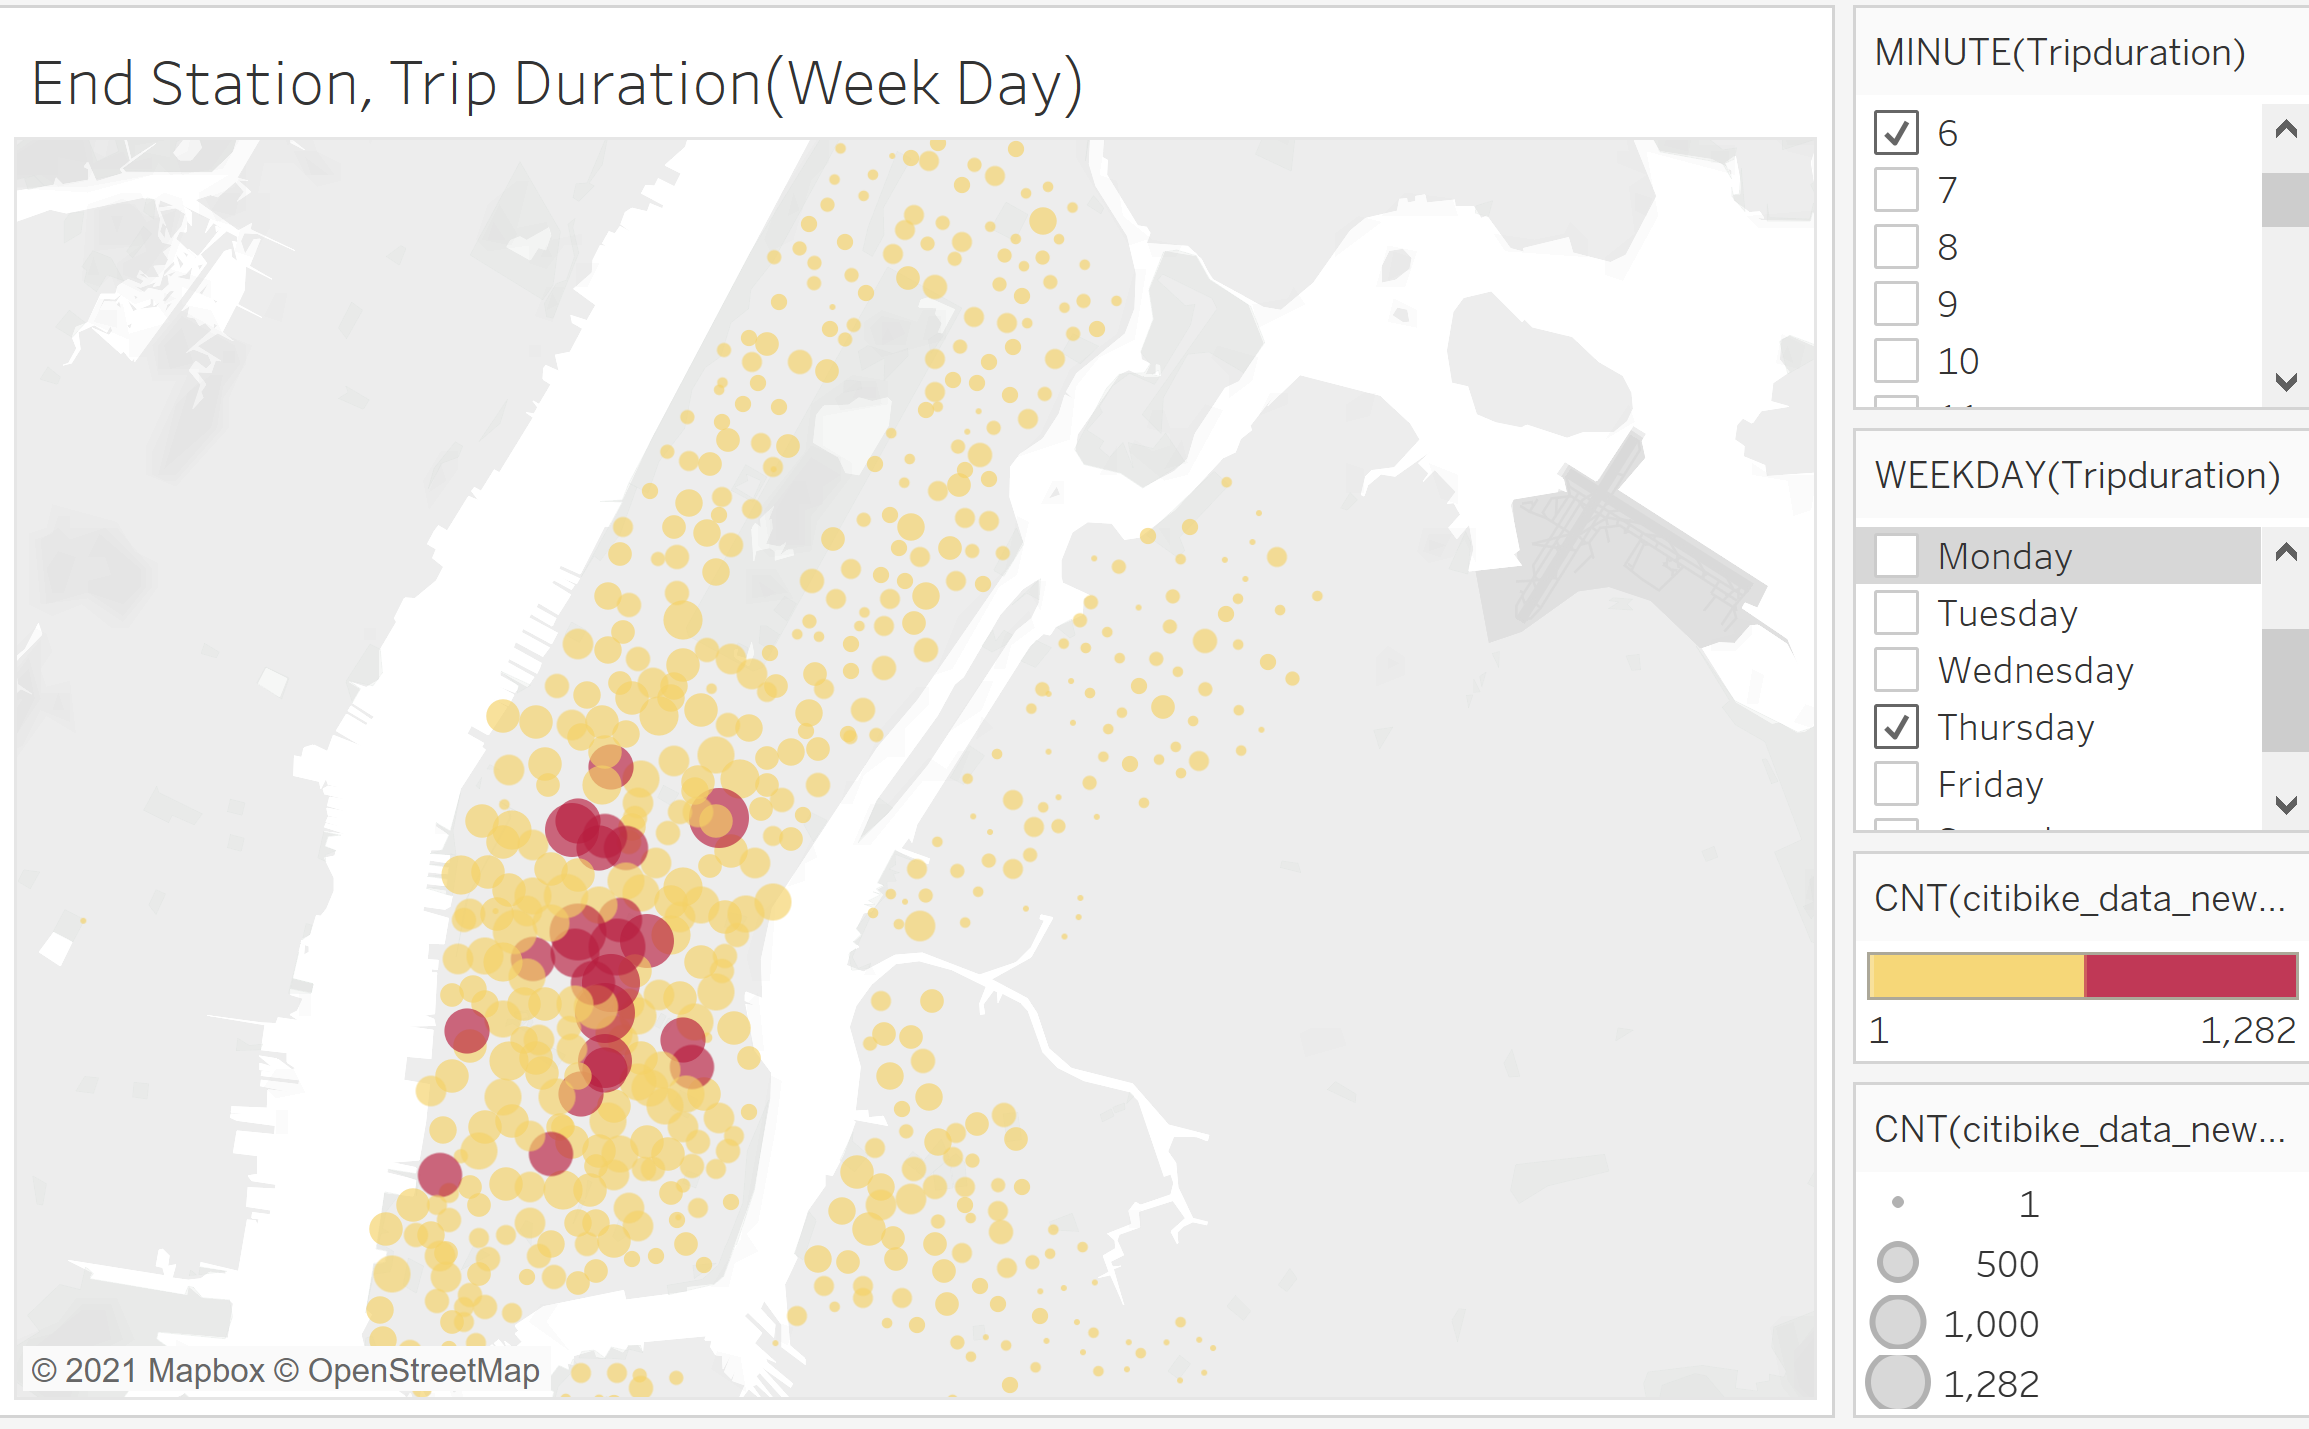 End Station, Trip Duration(Week Day)
© 2021 Mapbox © OpenStreetMap
MINUTE(Tripduration)
6
7
8
9
10
WEEKDAY(Tripduration)
Monday
Tuesday
Wednesday
Thursday
Friday
CNT(citibike_data_new...
1 1,282
CNT(citibike_data_new...
1
500
1,000
1,282